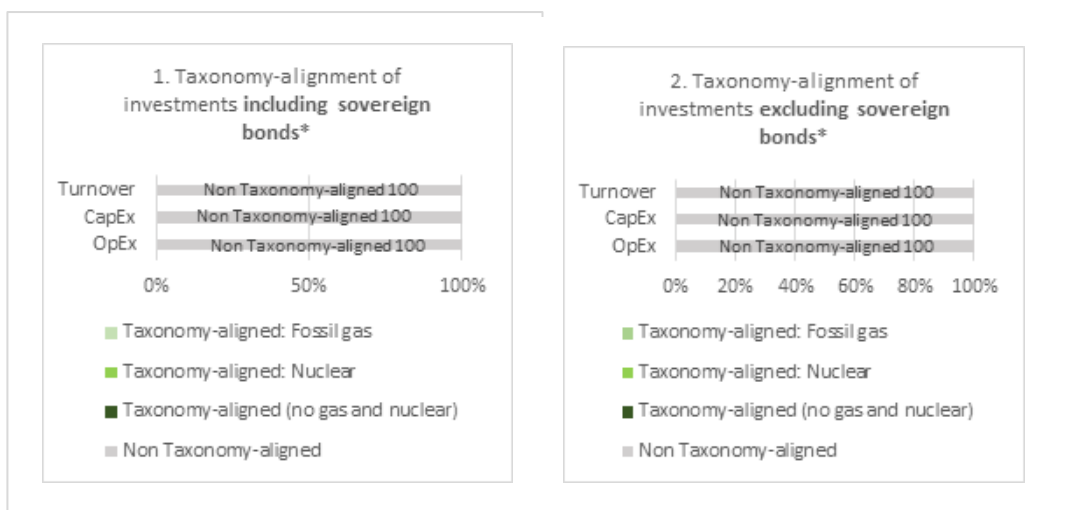 1. Taxonomy-alignment of
investments including sovereign
bonds*
Turnover
Non Taxonomy-aligned 100
CapEx
Non Taxonomy-aligned 100
OpEx
Non Taxonomy-aligned 100
0% 50% 100%
Taxonomy-aligned: Fossil gas
Taxonomy-aligned: Nuclear
Taxonomy-aligned (no gas and nuclear)
Non Taxonomy-aligned
2. Taxonomy-alignment of
investments excluding sovereign
bonds*
Turnover
Non Taxonomy-aligned 100
CapEx
Non Taxonomy-aligned 100
OpEx
Non Taxonomy-aligned 100
0% 20% 40% 60% 80% 100%
Taxonomy-aligned: Fossil gas
Taxonomy-aligned: Nuclear
Taxonomy-aligned (no gas and nuclear)
Non Taxonomy-aligned